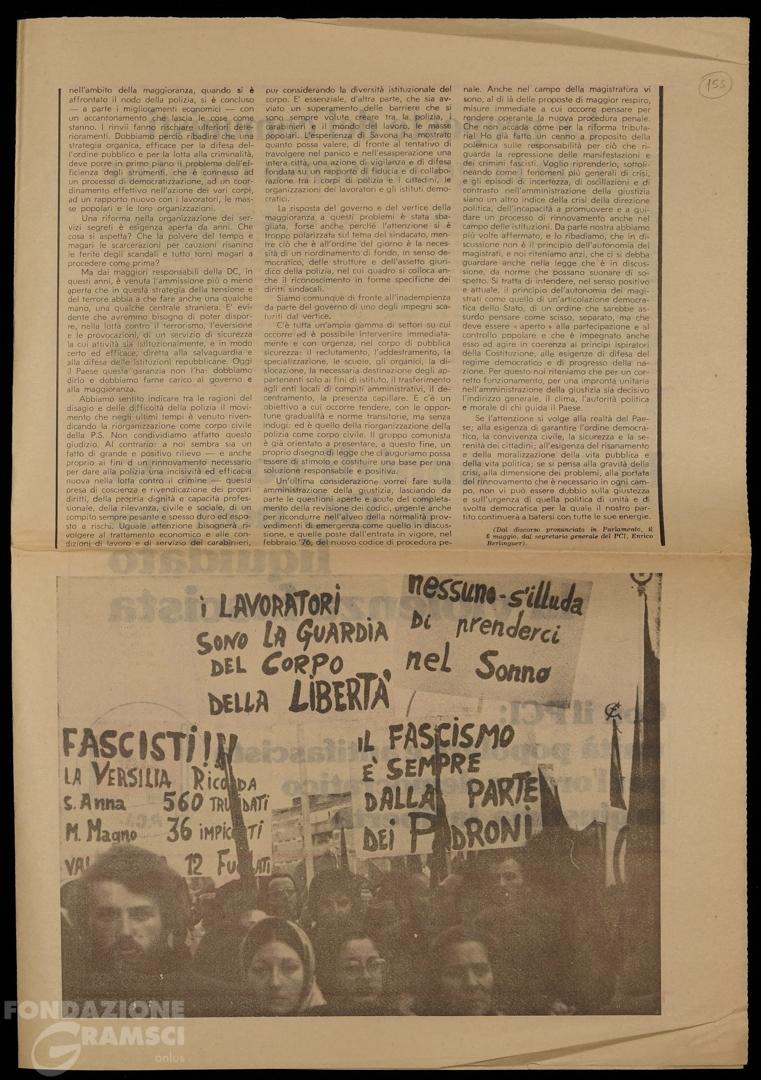 155
nell'ambito della maggioranza, quando si è
affrontato il nodo della polizia, si è concluso
— a parte i miglioramenti economici — con
un accantonamento che lascia le cose come
stanno. I rinvii fanno rischiare ulteriori dete-
rioramenti. Dobbiamo perciò ribadire che una
strategia organica, efficace per la difesa del-
l'ordine pubblico e per la lotta alla criminalità,
deve porre in primo piano il problema dell'ef-
ficienza degli strumenti, che è connesso ad
un processo di democratizzazione, ad un coor-
dinamento effettivo nell'azione dei vari corpi,
ad un rapporto nuovo con i lavoratori, le mas-
se popolari e le loro organizzazioni.
Una riforma nella organizzazione dei ser-
vizi segreti è esigenza aperta da anni. Che
cosa si aspetta? Che la polvere del tempo e
magari le scarcerazioni per cauzioni risanino
le ferite degli scandali e tutto torni magari a
procedere come prima?
Ma dai maggiori responsabili della DC, in
questi anni, è venuta l'ammissione più o meno
aperta che in questa strategia della tensione e
del terrore abbia a che fare anche una qualche
mano, una qualche centrale straniera. E' evi-
dente che avremmo bisogno di poter dispor-
re, nella lotta contro il terrorismo, l'eversione
e le provocazioni, di un servizio di sicurezza
la cui attività sia istituzionalmente, e in modo
certo ed efficace, diretta alla salvaguardia e
alla difesa delle istituzioni repubblicane. Oggi
il Paese questa garanzia non l'ha: dobbiamo
dirlo e dobbiamo farne carico al governo e
alla maggioranza.
Abbiamo sentito indicare tra le ragioni del
disagio e delle difficoltà della polizia il movi-
mento che negli ultimi tempi è venuto riven-
dicando la riorganizzazione come corpo civile
della P.S. Non condividiamo affatto questo
giudizio. Al contrario a noi sembra sia un
fatto di grande e positivo rilievo — e anche
proprio ai fini di un rinnovamento necessario
per dare alla polizia una incisività ed efficacia
nuova nella lotta contro il crimine — questa
presa di coscienza e rivendicazione dei propri
diritti, della propria dignità e capacità profes-
sionale, della rilevanza, civile e sociale, di un
compito sempre pesante e spesso duro ed espo-
sto a rischi. Uguale attenzione bisognerà ri-
volgere al trattamento economico e alle con-
dizioni di lavoro e di servizio dei carabinieri,
pur considerando la diversità istituzionale del
corpo. E' essenziale, d'altra parte, che sia av-
viato un superamento delle barriere che si
sono sempre volute creare tra la polizia, i
carabinieri e il mondo del lavoro, le masse
popolari. L'esperienza di Savona ha mostrato
quanto possa valere, di fronte al tentativo di
travolgere nel panico e nell'esasperazione una
intera città, una azione di vigilanza e di difesa
fondata su un rapporto di fiducia e di collabo-
razione tra i corpi di polizia e i cittadini, le
organizzazioni dei lavoratori e gli istituti demo-
cratici.
La risposta del governo e del vertice della
maggioranza a questi problemi è stata sba-
gliata, forse anche perché l'attenzione si è
troppo polarizzata sul tema del sindacato, men-
tre ciò che è all'ordine del giorno è la neces-
sità di un riordinamento di fondo, in senso de-
mocratico, delle strutture e dell'assetto giuri-
dico della polizia, nel cui quadro si colloca an-
che il riconoscimento in forme specifiche dei
diritti sindacali.
Siamo comunque di fronte all'inadempienza
da parte del governo di uno degli impegni sca-
turiti dal vertice.
C'è tutta un'ampia gamma di settori su cui
occorre ed è possibile intervenire immediata-
mente e con urgenza, nel corpo di pubblica
sicurezza: il reclutamento, l'addestramento, la
specializzazione, le scuole, gli organici, la di-
slocazione, la necessaria destinazione degli ap-
partenenti solo ai fini di istituto, il trasferimento
agli enti locali di compiti amministrativi, il de-
centramento, la presenza capillare. E c'è un
obiettivo a cui occorre tendere, con le oppor-
tune gradualità e norme transitorie, ma senza
indugi: ed è quello della riorganizzazione della
polizia come corpo civile. Il gruppo comunista
è già orientato a presentare, a questo fine, un
proprio disegno di legge che ci auguriamo possa
essere di stimolo e costituire una base per una
soluzione responsabile e positiva.
Un'ultima considerazione vorrei fare sulla
amministrazione della giustizia, lasciando da
parte le questioni aperte e acute del completa-
mento della revisione dei codici, urgente anche
per ricondurre nell'alveo della normalità prov-
vedimenti di emergenza come quello in discus-
sione, e quelle poste dall'entrata in vigore, nel
febbraio '76, del nuovo codice di procedura pe-
nale. Anche nel campo della magistratura vi
sono, al di là delle proposte di maggior respiro,
misure immediate a cui occorre pensare per
rendere operante la nuova procedura penale.
Che non accada come per la riforma tributa-
ria! Ho già fatto un cenno a proposito della
polemica sulle responsabilità per ciò che ri-
guarda la repressione delle manifestazioni e
dei crimini fascisti. Voglio riprenderlo, sottoli-
neando come i fenomeni più generali di crisi,
e gli episodi di incertezza, di oscillazioni e di
contrasto nell'amministrazione della giustizia
siano un altro indice della crisi della direzione
politica, dell'incapacità a promuovere e a gui-
dare un processo di rinnovamento anche nel
campo delle istituzioni. Da parte nostra abbiamo
più volte affermato, e lo ribadiamo, che in di-
scussione non è il principio dell'autonomia dei
magistrati, e noi riteniamo anzi, che ci si debba
guardare anche nella legge che è in discus-
sione, da norme che possano suonare di so-
spetto. Si tratta di intendere, nel senso positivo
e attuale, il principio dell'autonomia dei magi-
strati come quello di un'articolazione democra-
tica dello Stato, di un ordine che sarebbe as-
surdo pensare come scisso, separato, ma che
deve essere « aperto » alla partecipazione e al
controllo popolare e che è impegnato anche
esso ad agire in coerenza ai principi ispiratori
della Costituzione, alle esigenze di difesa del
regime democratico e di progresso della na-
zione. Per questo noi riteniamo che per un cor-
retto funzionamento, per una impronta unitaria
nell'amministrazione della giustizia sia decisivo
l'indirizzo generale, il clima, l'autorità politica
e morale di chi guida il Paese.
Se l'attenzione si volge alla realtà del Pae-
se; alla esigenza di garantire l'ordine democra-
tico, la convivenza civile, la sicurezza e la se-
renità dei cittadini; all'esigenza di risanamento
e della moralizzazione della vita pubblica e
della vita politica; se si pensa alla gravità della
crisi, alla dimensione dei problemi, alla portata
del rinnovamento che è necessario in ogni cam-
po, non vi può essere dubbio sulla giustezza
e sull'urgenza di quella politica di unità e di
svolta democratica per la quale il nostro par-
tito continuerà a battersi con tutte le sue energie.
(Dal discorso pronunciato in Parlamento, il
6 maggio, dal segretario generale del PCI, Enrico
Berlinguer).
i LAVORATORI
SONO LA GUARDIA
DEL CORPO
DELLA LIBERTA'
nessuno-s'illuda
Di prenderci
nel Sonno
FASCISTI!!
LA VERSILIA RICORDA
S. Anna 560 TRUCIDATI
M. Magno 36 IMPICCATI
12 FUCILATI
IL FASCISMO
E' SEMPRE
DALLA PARTE
DEI PADRONI
FONDAZIONE
GRAMSCI
onlus